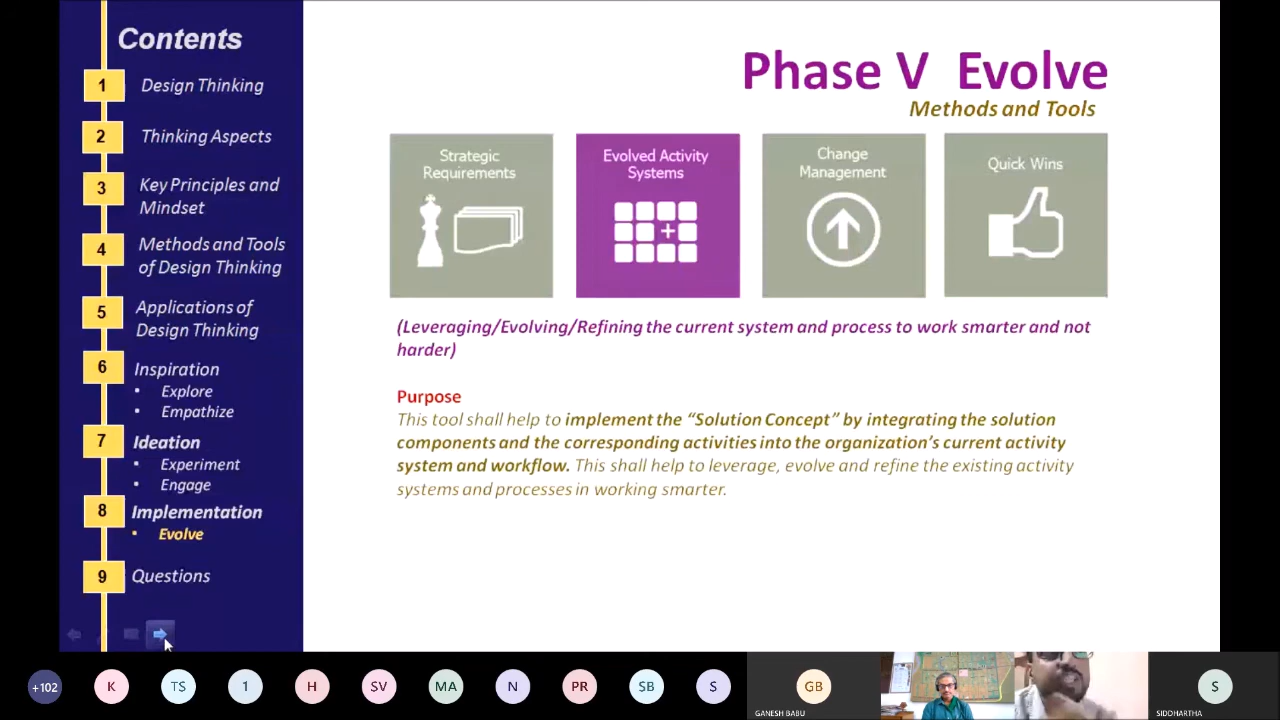 Contents
1 Design Thinking
2 Thinking Aspects
3 Key Principles and
Mindset
4 Methods and Tools
of Design Thinking
5 Applications of
Design Thinking
6 Inspiration
• Explore
• Empathize
7 Ideation
• Experiment
• Engage
8 Implementation
• Evolve
9 Questions
Phase V Evolve
Methods and Tools
Strategic
Requirements
Evolved Activity
Systems
Change
Management
Quick Wins
(Leveraging/Evolving/Refining the current system and process to work smarter and not
harder)
Purpose
This tool shall help to implement the “Solution Concept” by integrating the solution
components and the corresponding activities into the organization’s current activity
system and workflow. This shall help to leverage, evolve and refine the existing activity
systems and processes in working smarter.
+102 K TS 1 H SV MA N PR SB S GB S
GANESH BABU SIDDHARTHA